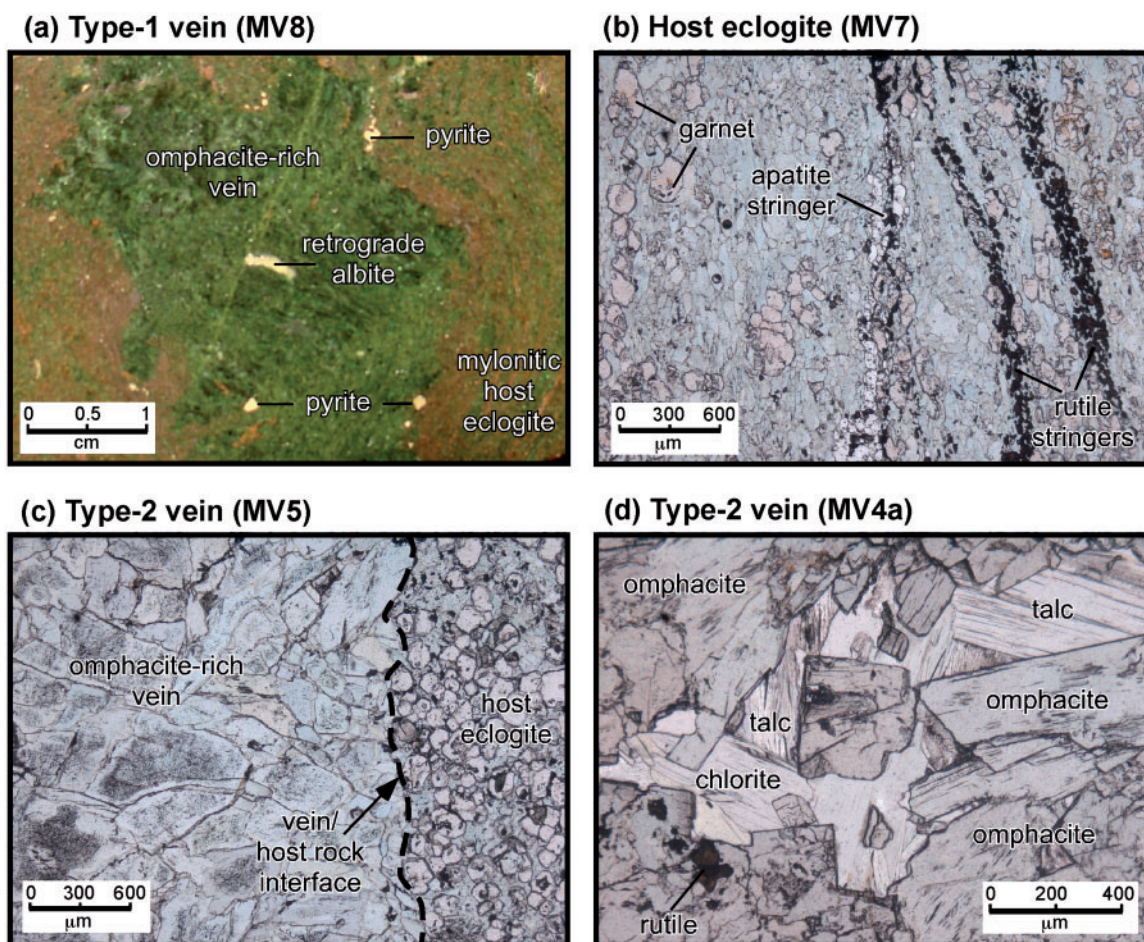 (a) Type-1 vein (MV8)
omphacite-rich
vein
pyrite
retrograde
albite
pyrite
mylonitic
host
eclogite
0 0.5 1
cm
(b) Host eclogite (MV7)
garnet
apatite
stringer
rutile
stringers
0 300 600
μm
(c) Type-2 vein (MV5)
omphacite-rich
vein
host
eclogite
vein/
host rock
interface
0 300 600
μm
(d) Type-2 vein (MV4a)
omphacite
talc
omphacite
talc
chlorite
omphacite
rutile
0 200 400
μm